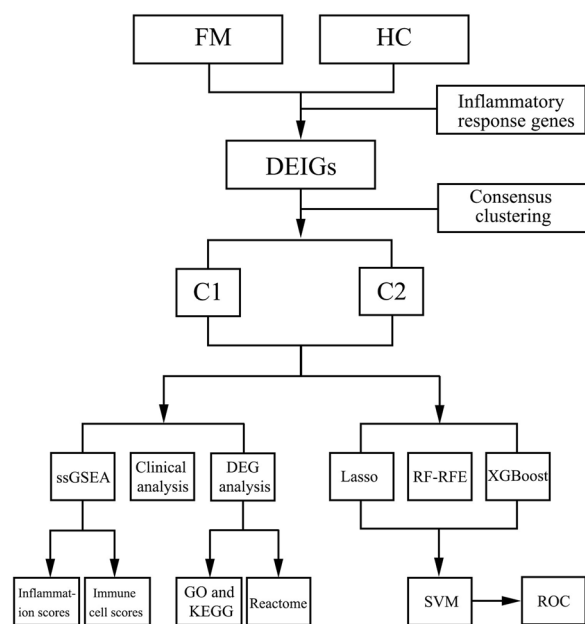 FM
HC
Inflammatory
response genes
DEIGs
Consensus
clustering
C1
C2
ssGSEA
Clinical
analysis
DEG
analysis
Lasso
RF-RFE
XGBoost
Inflammat-
ion scores
Immune
cell scores
GO and
KEGG
Reactome
SVM
ROC